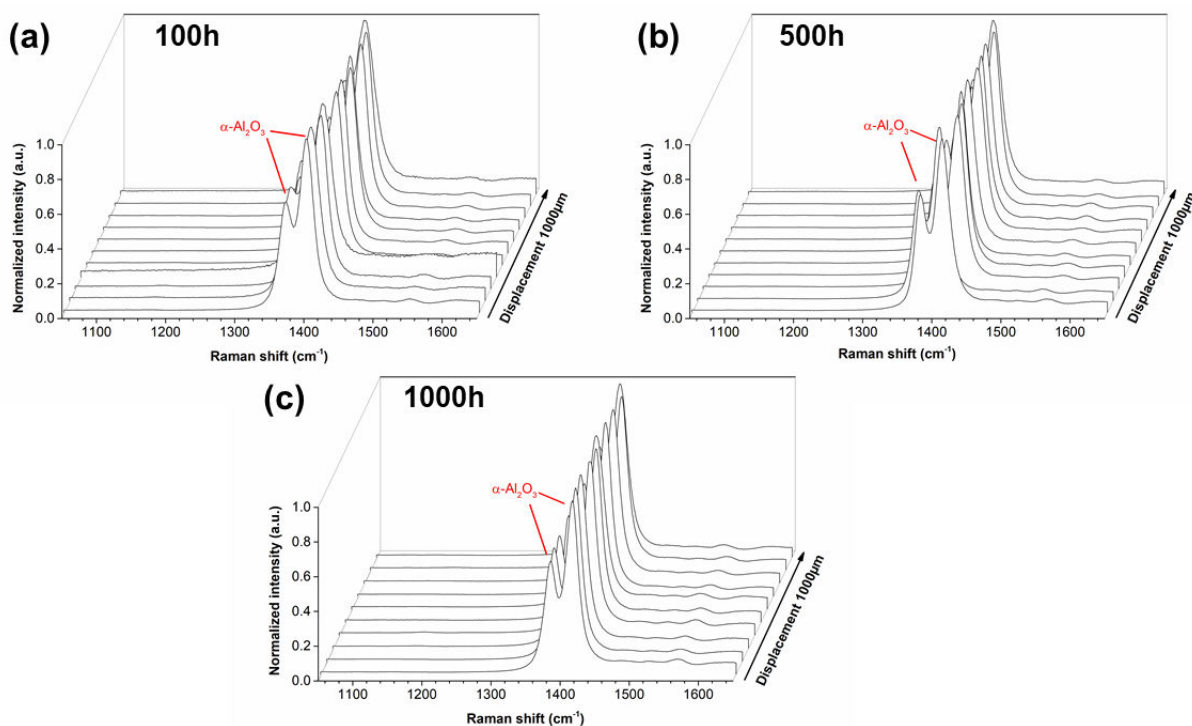 (a) 100h
α-Al₂O₃
Normalized intensity (a.u.)
1.0
0.8
0.6
0.4
0.2
0.0
1100 1200 1300 1400 1500 1600
Raman shift (cm⁻¹)
Displacement 1000µm
(b) 500h
α-Al₂O₃
Normalized intensity (a.u.)
1.0
0.8
0.6
0.4
0.2
0.0
1100 1200 1300 1400 1500 1600
Raman shift (cm⁻¹)
Displacement 1000µm
(c) 1000h
α-Al₂O₃
Normalized intensity (a.u.)
1.0
0.8
0.6
0.4
0.2
0.0
1100 1200 1300 1400 1500 1600
Raman shift (cm⁻¹)
Displacement 1000µm